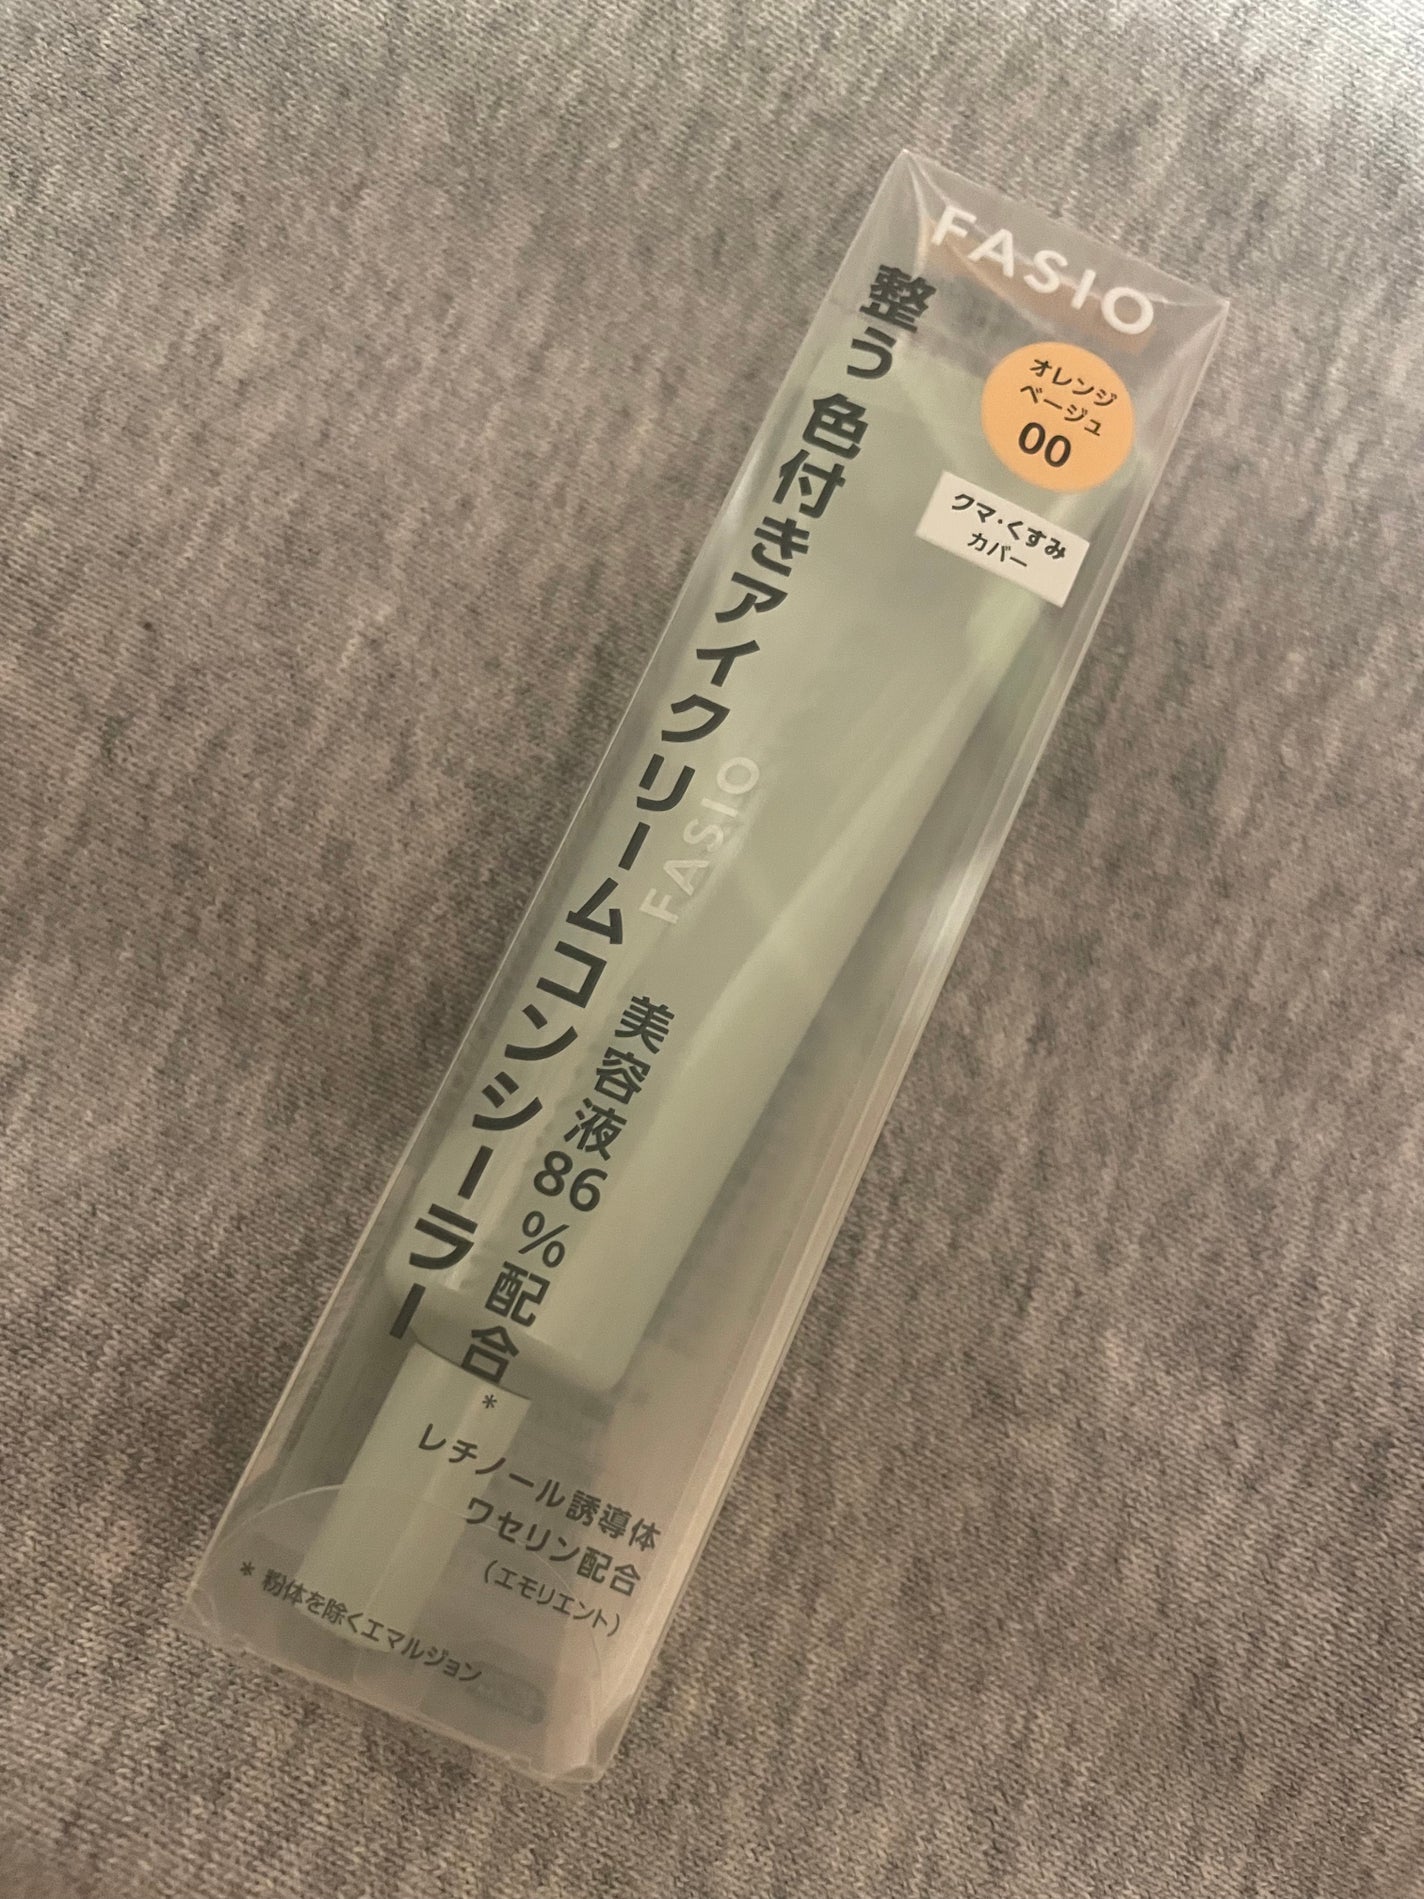 FASIO
オレンジ
ベージュ
00
クマ・くすみ
カバー
整う 色付きアイクリームコンシーラー
FASIO
美容液86%配合*
レチノール誘導体
ワセリン配合
(エモリエント)
* 粉体を除くエマルジョン